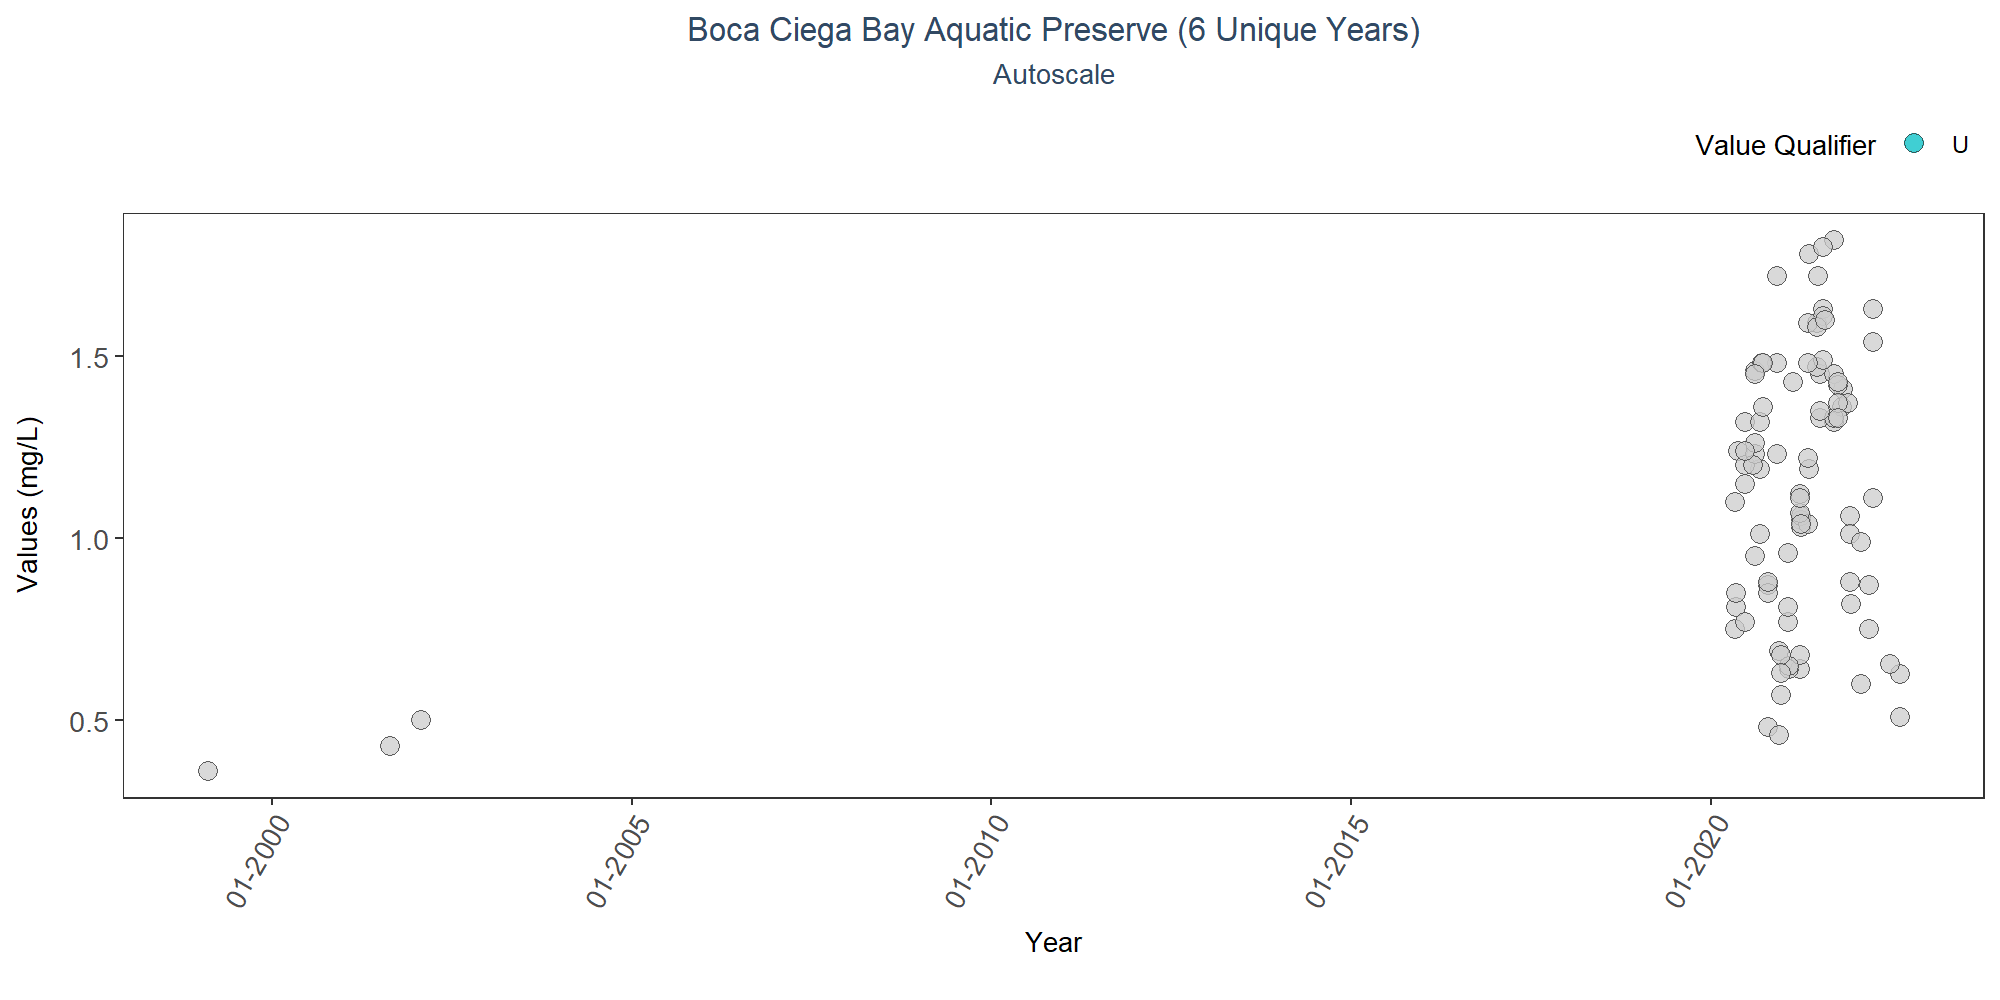 Boca Ciega Bay Aquatic Preserve (6 Unique Years)
Autoscale
Value Qualifier U
Values (mg/L)
1.5
1.0
0.5
01-2000 01-2005 01-2010 01-2015 01-2020
Year